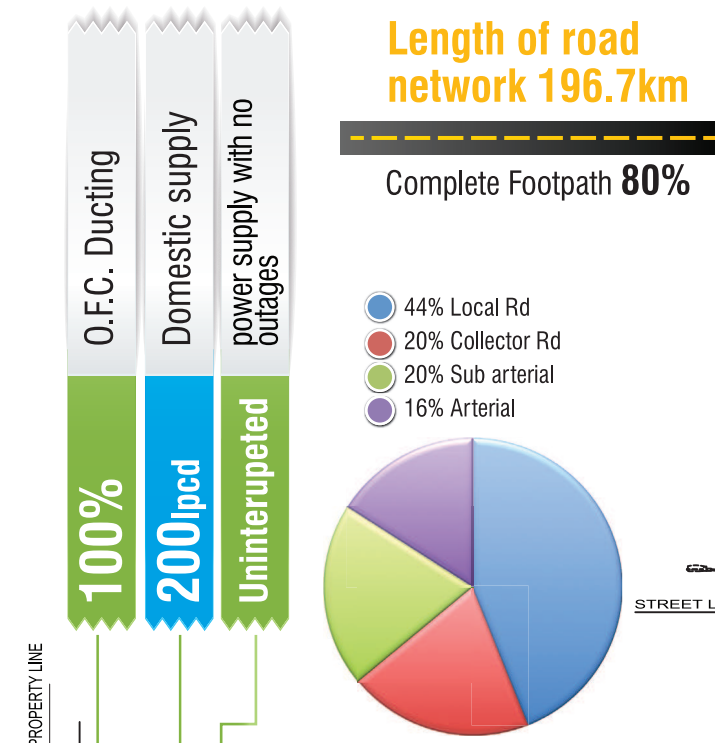 O.F.C. Ducting
100%
Domestic supply
200lpcd
power supply with no
outages
Uninterupeted
Length of road
network 196.7km
Complete Footpath 80%
44% Local Rd
20% Collector Rd
20% Sub arterial
16% Arterial
STREET L
PROPERTY LINE